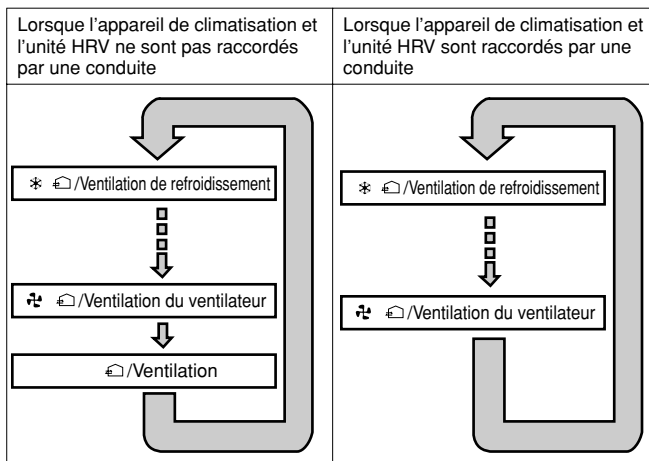 Lorsque l'appareil de climatisation et
l'unité HRV ne sont pas raccordés
par une conduite
Lorsque l'appareil de climatisation et
l'unité HRV sont raccordés par une
conduite
/Ventilation de refroidissement
/Ventilation du ventilateur
/Ventilation
/Ventilation de refroidissement
/Ventilation du ventilateur